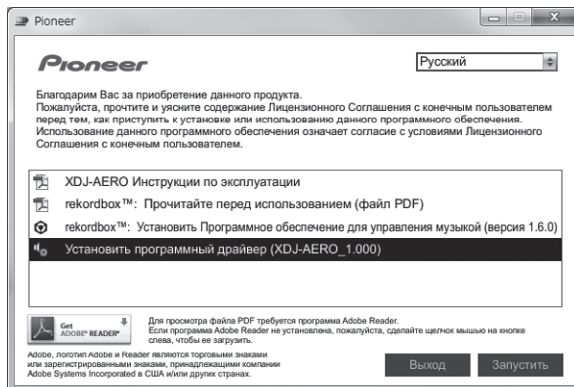 Pioneer
Pioneer
Русский
Благодарим Вас за приобретение данного продукта.
Пожалуйста, прочтите и уясните содержание Лицензионного Соглашения с конечным пользователем
перед тем, как приступить к установке или использованию данного программного обеспечения.
Использование данного программного обеспечения означает согласие с условиями Лицензионного
Соглашения с конечным пользователем.
XDJ-AERO Инструкции по эксплуатации
rekordbox™: Прочитайте перед использованием (файл PDF)
rekordbox™: Установить Программное обеспечение для управления музыкой (версия 1.6.0)
Установить программный драйвер (XDJ-AERO_1.000)
Get
ADOBE® READER®
Для просмотра файла PDF требуется программа Adobe Reader.
Если программа Adobe Reader не установлена, пожалуйста, сделайте щелчок мышью на кнопке
слева, чтобы ее загрузить.
Adobe, логотип Adobe и Reader являются торговыми знаками
или зарегистрированными знаками, принадлежащими компании
Adobe Systems Incorporated в США и/или других странах.
Выход
Запустить